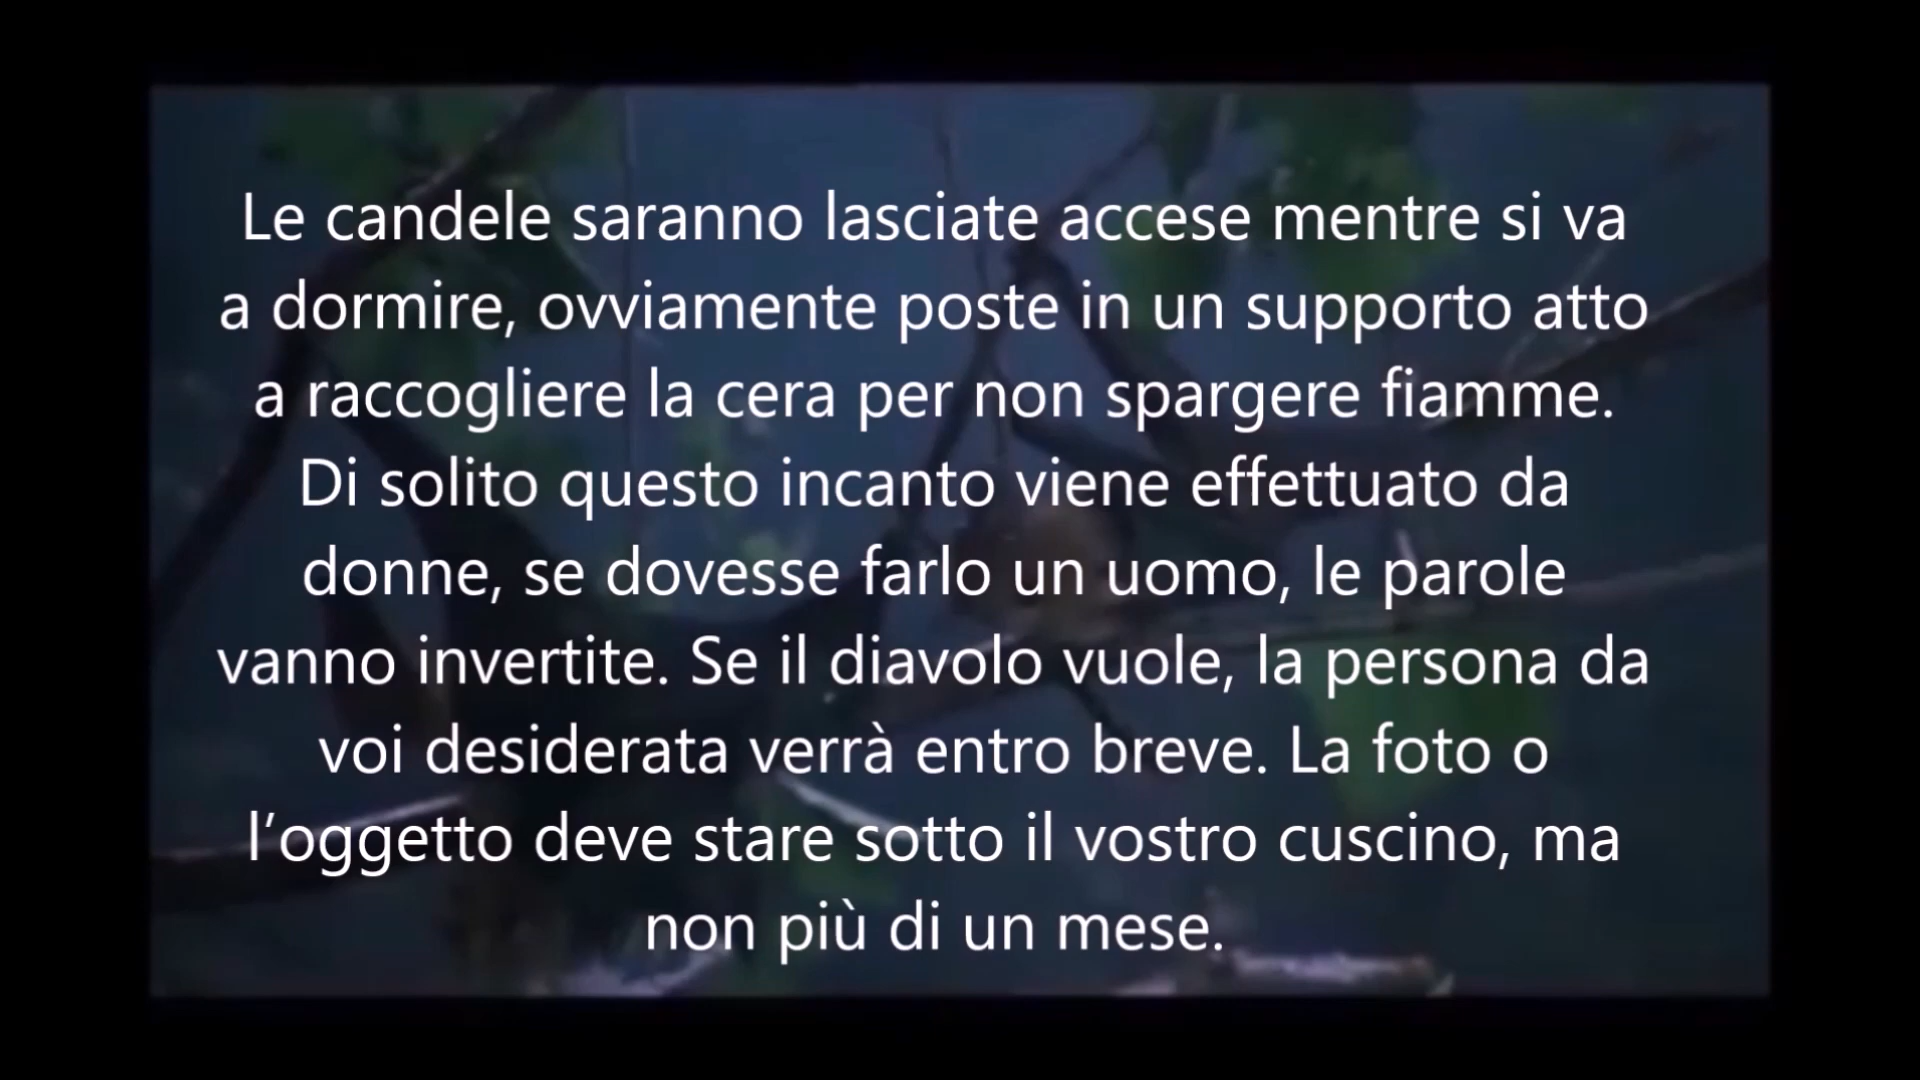 Le candele saranno lasciate accese mentre si va
a dormire, ovviamente poste in un supporto atto
a raccogliere la cera per non spargere fiamme.
Di solito questo incanto viene effettuato da
donne, se dovesse farlo un uomo, le parole
vanno invertite. Se il diavolo vuole, la persona da
voi desiderata verrà entro breve. La foto o
l’oggetto deve stare sotto il vostro cuscino, ma
non più di un mese.